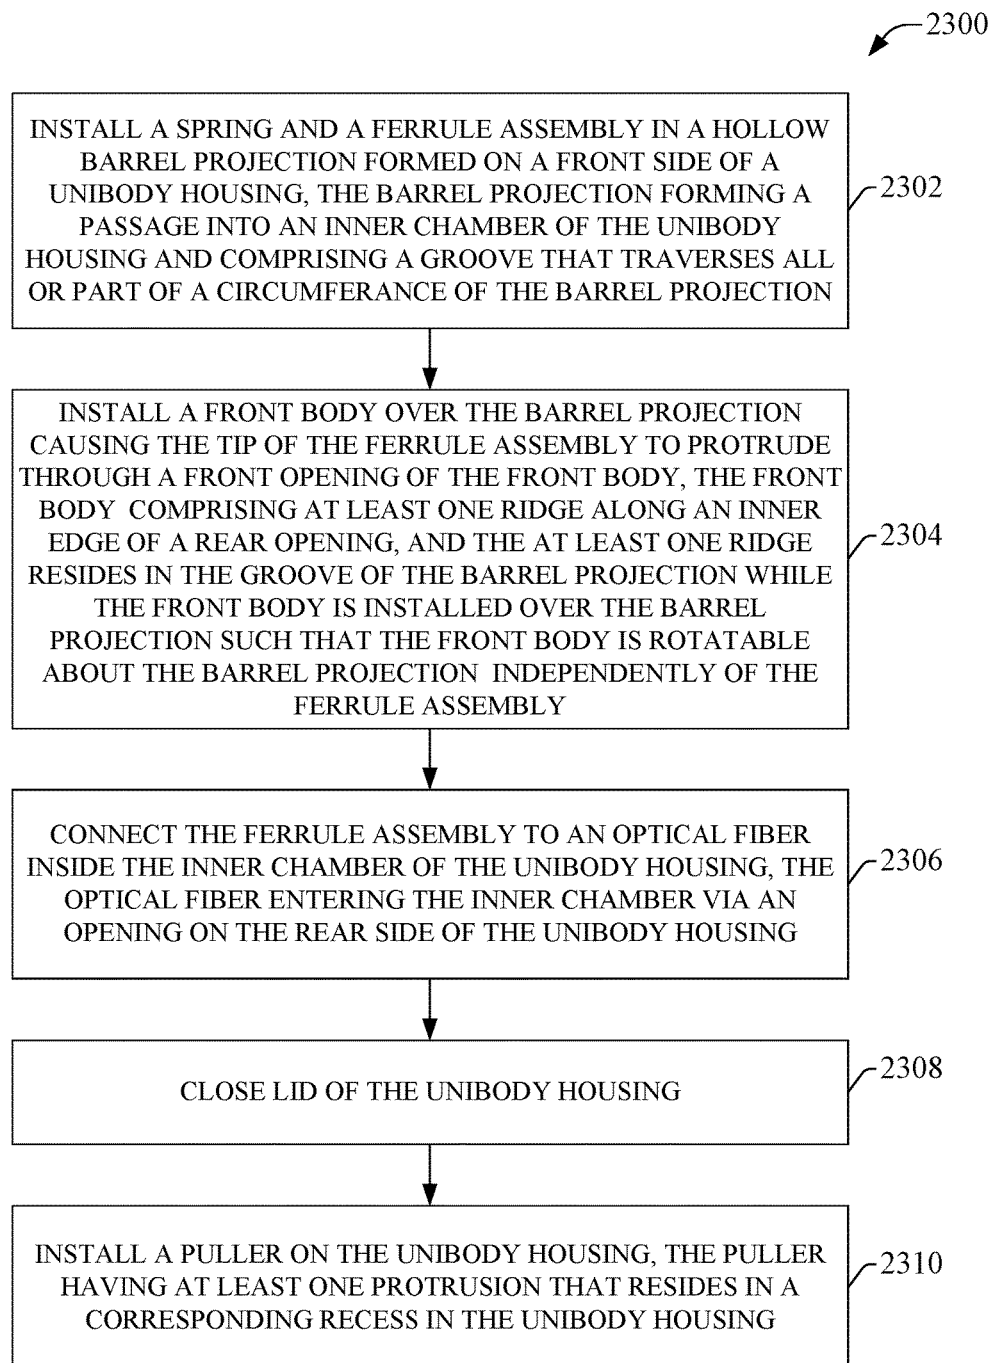 2300
INSTALL A SPRING AND A FERRULE ASSEMBLY IN A HOLLOW
BARREL PROJECTION FORMED ON A FRONT SIDE OF A
UNIBODY HOUSING, THE BARREL PROJECTION FORMING A
PASSAGE INTO AN INNER CHAMBER OF THE UNIBODY
HOUSING AND COMPRISING A GROOVE THAT TRAVERSES ALL
OR PART OF A CIRCUMFERANCE OF THE BARREL PROJECTION
2302
INSTALL A FRONT BODY OVER THE BARREL PROJECTION
CAUSING THE TIP OF THE FERRULE ASSEMBLY TO PROTRUDE
THROUGH A FRONT OPENING OF THE FRONT BODY, THE FRONT
BODY COMPRISING AT LEAST ONE RIDGE ALONG AN INNER
EDGE OF A REAR OPENING, AND THE AT LEAST ONE RIDGE
RESIDES IN THE GROOVE OF THE BARREL PROJECTION WHILE
THE FRONT BODY IS INSTALLED OVER THE BARREL
PROJECTION SUCH THAT THE FRONT BODY IS ROTATABLE
ABOUT THE BARREL PROJECTION INDEPENDENTLY OF THE
FERRULE ASSEMBLY
2304
CONNECT THE FERRULE ASSEMBLY TO AN OPTICAL FIBER
INSIDE THE INNER CHAMBER OF THE UNIBODY HOUSING, THE
OPTICAL FIBER ENTERING THE INNER CHAMBER VIA AN
OPENING ON THE REAR SIDE OF THE UNIBODY HOUSING
2306
CLOSE LID OF THE UNIBODY HOUSING
2308
INSTALL A PULLER ON THE UNIBODY HOUSING, THE PULLER
HAVING AT LEAST ONE PROTRUSION THAT RESIDES IN A
CORRESPONDING RECESS IN THE UNIBODY HOUSING
2310